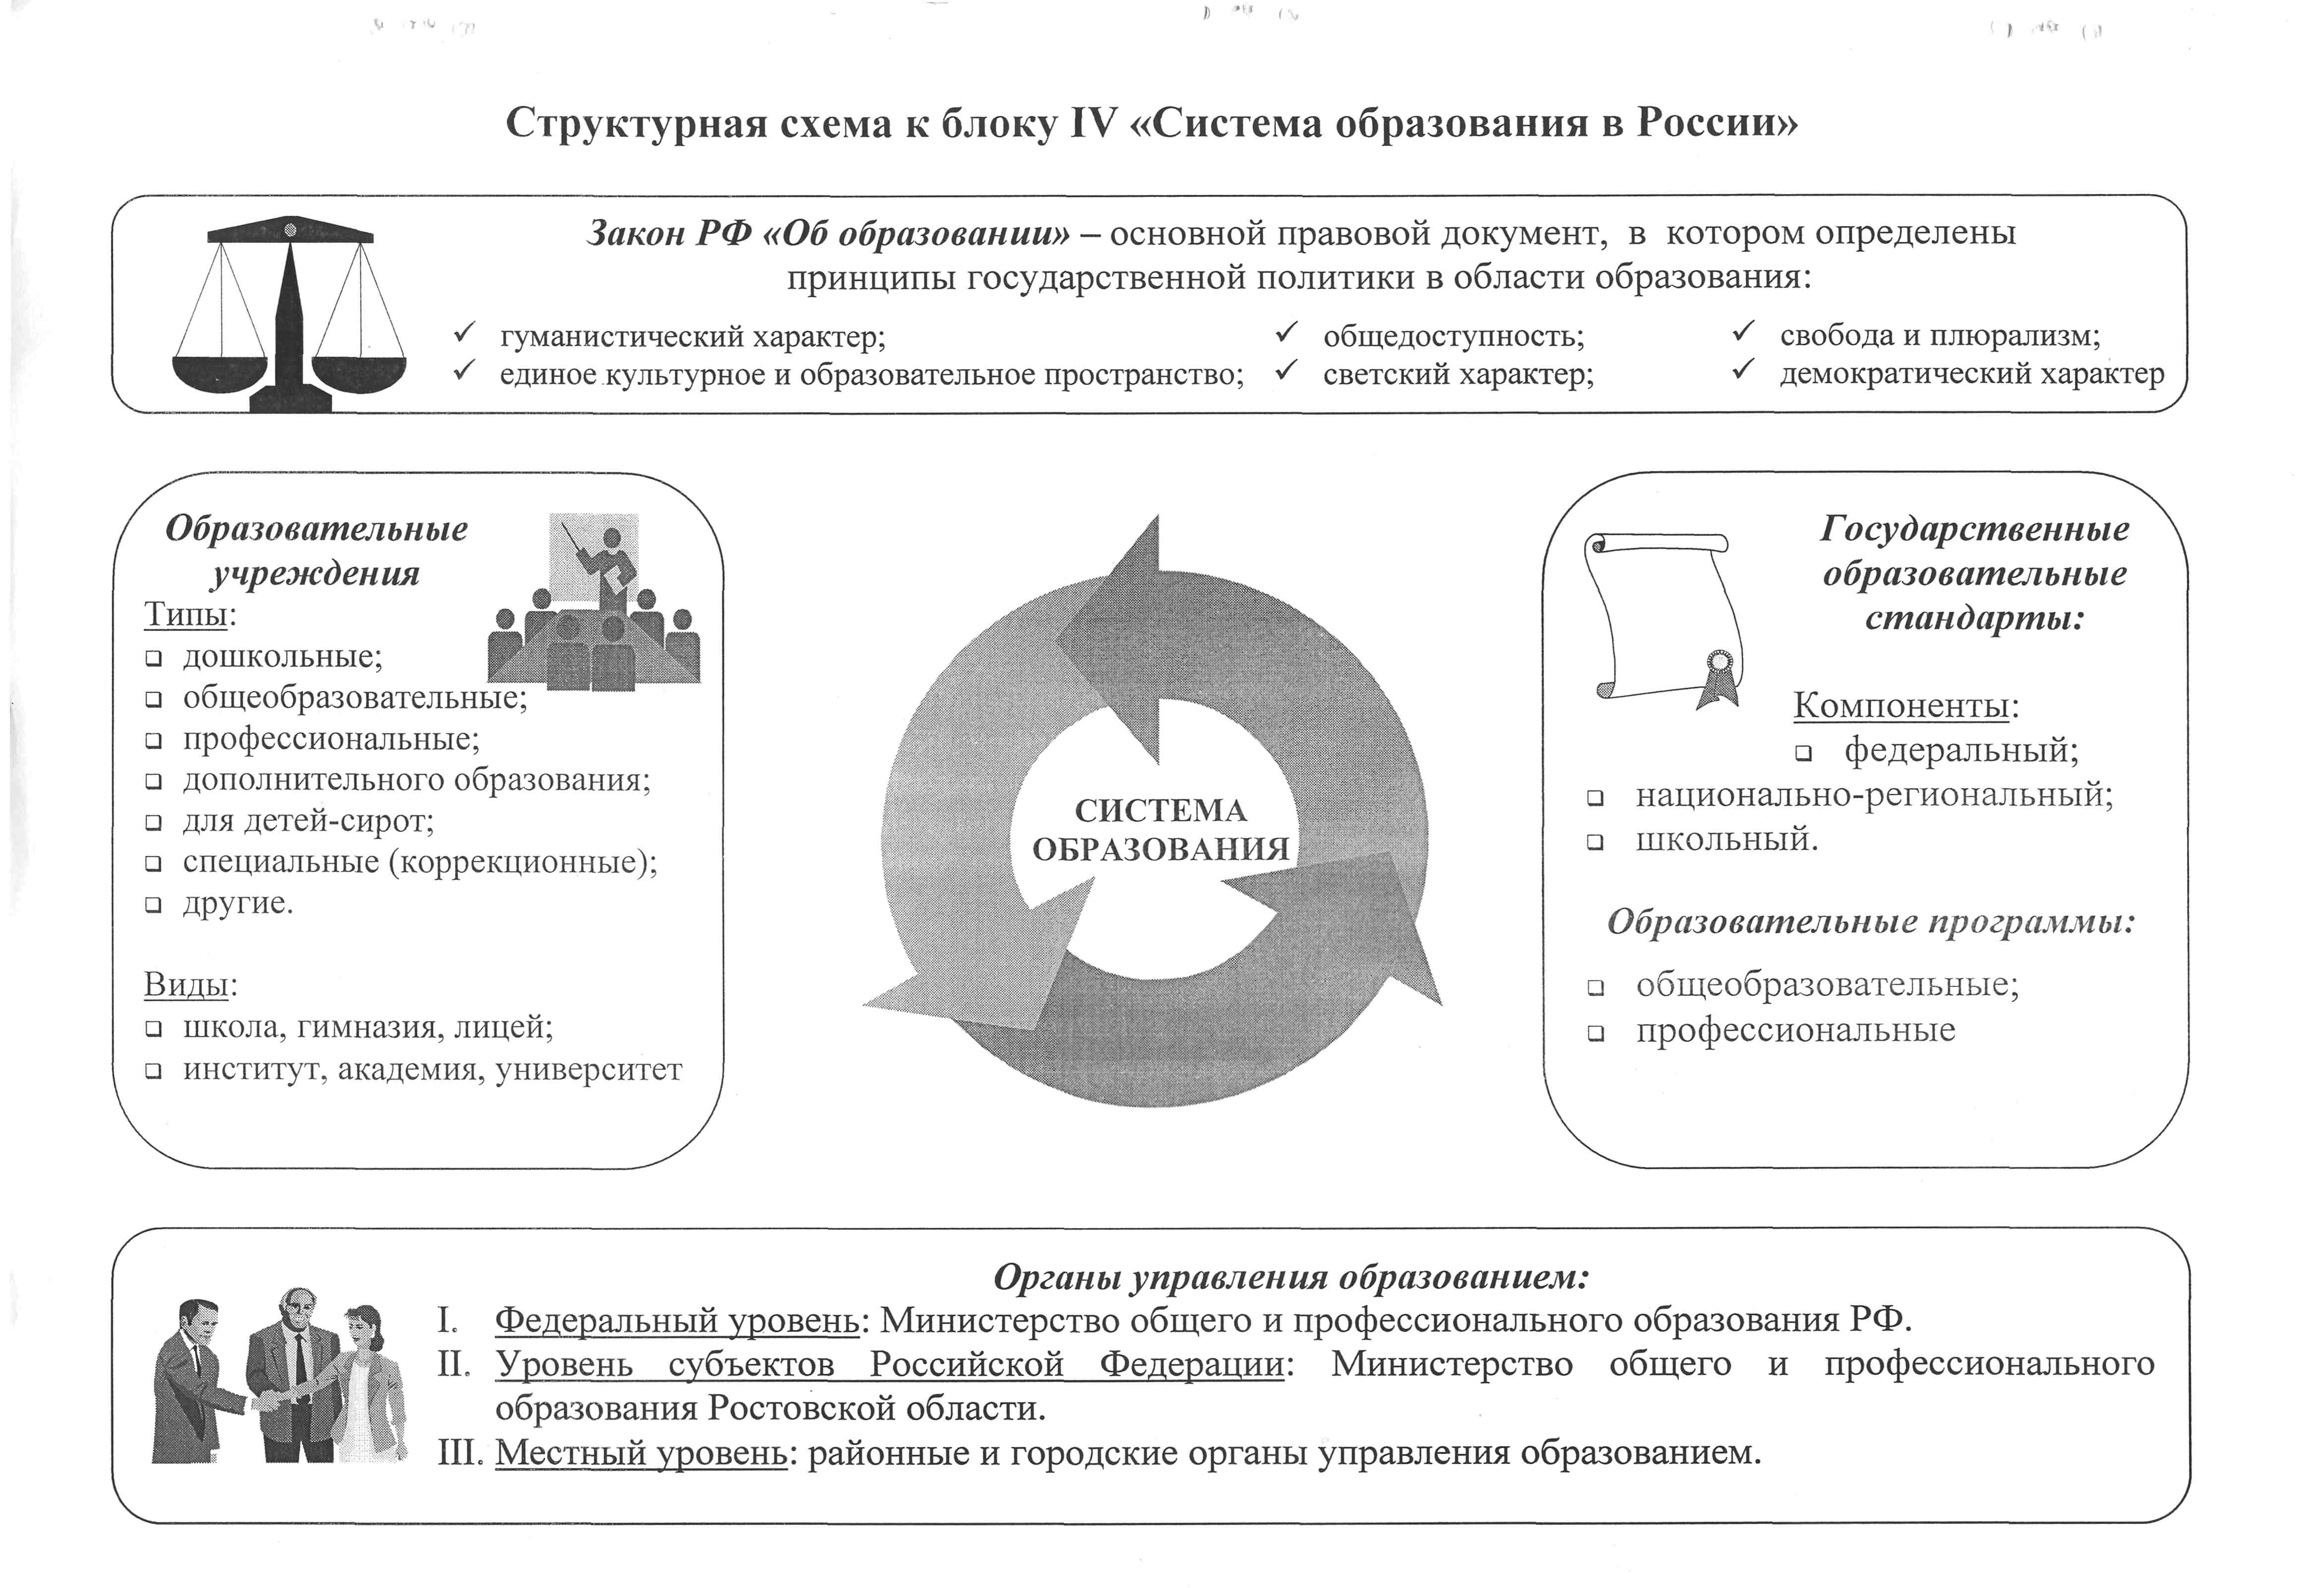 Структурная схема к блоку IV «Система образования в России»
Закон РФ «Об образовании» – основной правовой документ, в котором определены
принципы государственной политики в области образования:
✓ гуманистический характер;
✓ единое культурное и образовательное пространство;
✓ общедоступность;
✓ светский характер;
✓ свобода и плюрализм;
✓ демократический характер
Образовательные
учреждения
Типы:
❑ дошкольные;
❑ общеобразовательные;
❑ профессиональные;
❑ дополнительного образования;
❑ для детей-сирот;
❑ специальные (коррекционные);
❑ другие.
Виды:
❑ школа, гимназия, лицей;
❑ институт, академия, университет
СИСТЕМА
ОБРАЗОВАНИЯ
Государственные
образовательные
стандарты:
Компоненты:
❑ федеральный;
❑ национально-региональный;
❑ школьный.
Образовательные программы:
❑ общеобразовательные;
❑ профессиональные
Органы управления образованием:
I. Федеральный уровень: Министерство общего и профессионального образования РФ.
II. Уровень субъектов Российской Федерации: Министерство общего и профессионального
образования Ростовской области.
III. Местный уровень: районные и городские органы управления образованием.